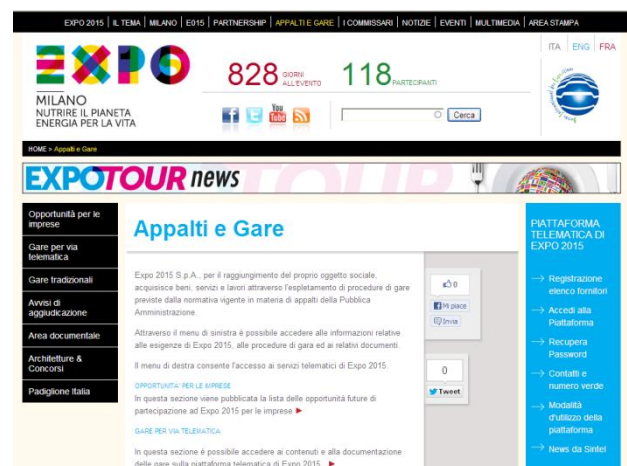 EXPO 2015 | IL TEMA | MILANO | E015 | PARTNERSHIP | APPALTI E GARE | I COMMISSARI | NOTIZIE | EVENTI | MULTIMEDIA | AREA STAMPA
ITA | ENG | FRA
EXPO
MILANO
NUTRIRE IL PIANETA
ENERGIA PER LA VITA
828 GIORNI ALL'EVENTO
118 PARTECIPANTI
You Tube
Cerca
HOME > Appalti e Gare
EXPOTOUR news
Opportunità per le
imprese
Gare per via
telematica
Gare tradizionali
Avvisi di
aggiudicazione
Area documentale
Architetture &
Concorsi
Padiglione Italia
Appalti e Gare
Expo 2015 S.p.A., per il raggiungimento del proprio oggetto sociale,
acquisisce beni, servizi e lavori attraverso l'espletamento di procedure di gare
previste dalla normativa vigente in materia di appalti della Pubblica
Amministrazione.
Attraverso il menu di sinistra è possibile accedere alle informazioni relative
alle esigenze di Expo 2015, alle procedure di gara ed ai relativi documenti.
Il menu di destra consente l'accesso ai servizi telematici di Expo 2015.
OPPORTUNITA' PER LE IMPRESE
In questa sezione viene pubblicata la lista delle opportunità future di
partecipazione ad Expo 2015 per le imprese
GARE PER VIA TELEMATICA:
In questa sezione è possibile accedere ai contenuti e alla documentazione
delle gare sulla piattaforma telematica di Expo 2015.
0
Mi piace
Invia
0
Tweet
PIATTAFORMA
TELEMATICA DI
EXPO 2015
Registrazione
elenco fornitori
Accedi alla
Piattaforma
Recupera
Password
Contatti e
numero verde
Modalità
d'utilizzo della
piattaforma
News da Sintel